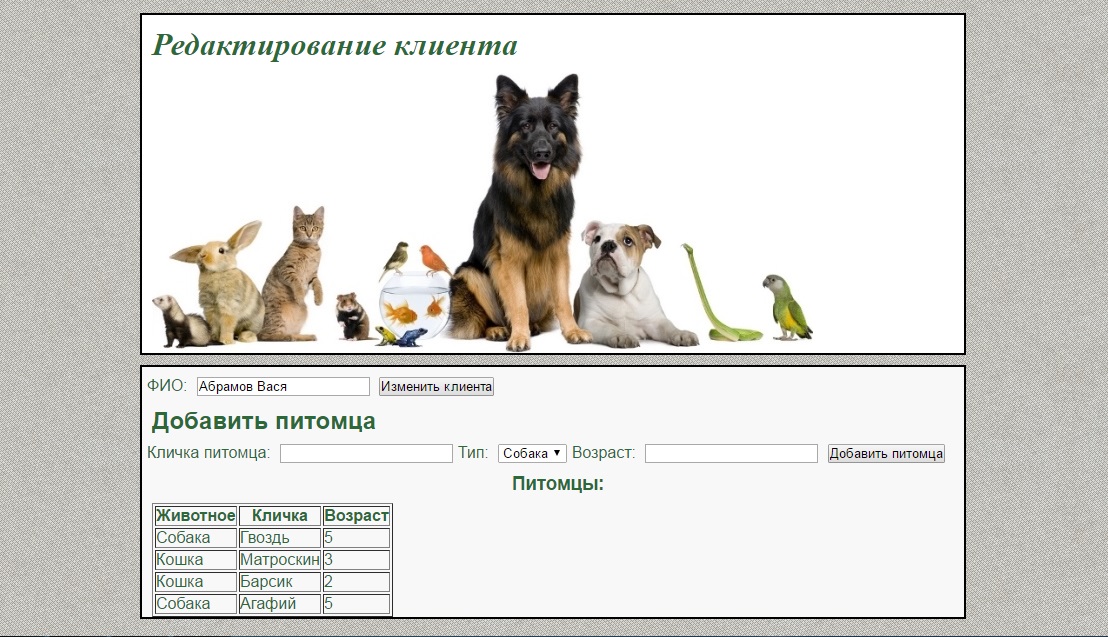 Редактирование клиента
ФИО: Абрамов Вася Изменить клиента
Добавить питомца
Кличка питомца: Тип: Собака Возраст: Добавить питомца
Питомцы:
Животное Кличка Возраст
Собака Гвоздь 5
Кошка Матроскин 3
Кошка Барсик 2
Собака Агафий 5